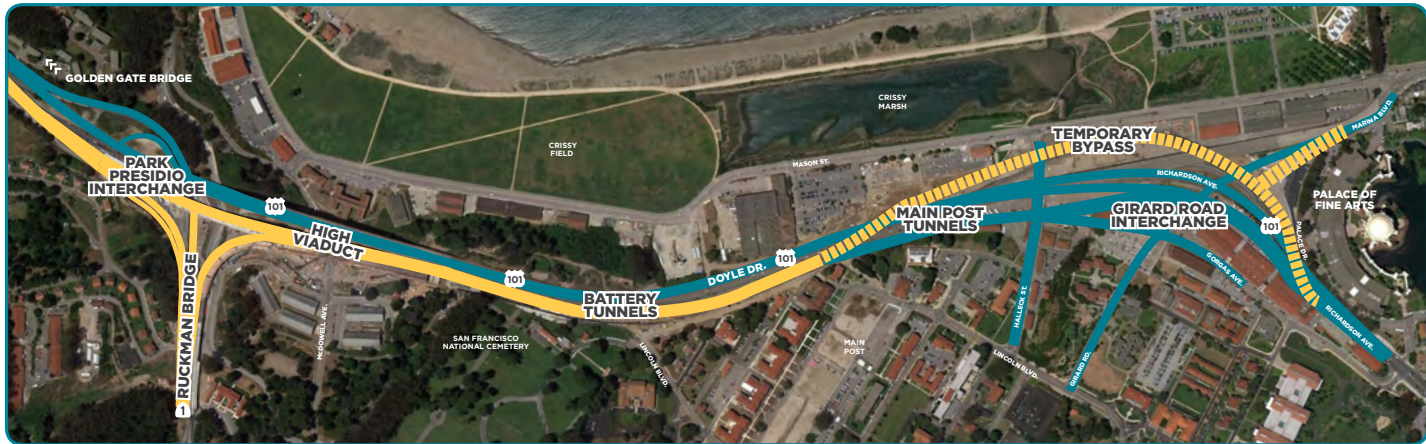 GOLDEN GATE BRIDGE
PARK
PRESIDIO
INTERCHANGE
101
HIGH
VIADUCT
RUCKMAN BRIDGE
1
McDOWELL AVE.
CRISSY
FIELD
101
BATTERY
TUNNELS
SAN FRANCISCO
NATIONAL CEMETERY
LINCOLN BLVD.
DOYLE DR.
101
CRISSY
MARSH
MASON ST.
MAIN POST
TUNNELS
MAIN
POST
TEMPORARY
BYPASS
RICHARDSON AVE.
GIRARD ROAD
INTERCHANGE
HALLECK ST.
LINCOLN BLVD.
GIRARD RD.
GORGAS AVE.
101
PALACE DR.
MARINA BLVD.
PALACE OF
FINE ARTS
RICHARDSON AVE.